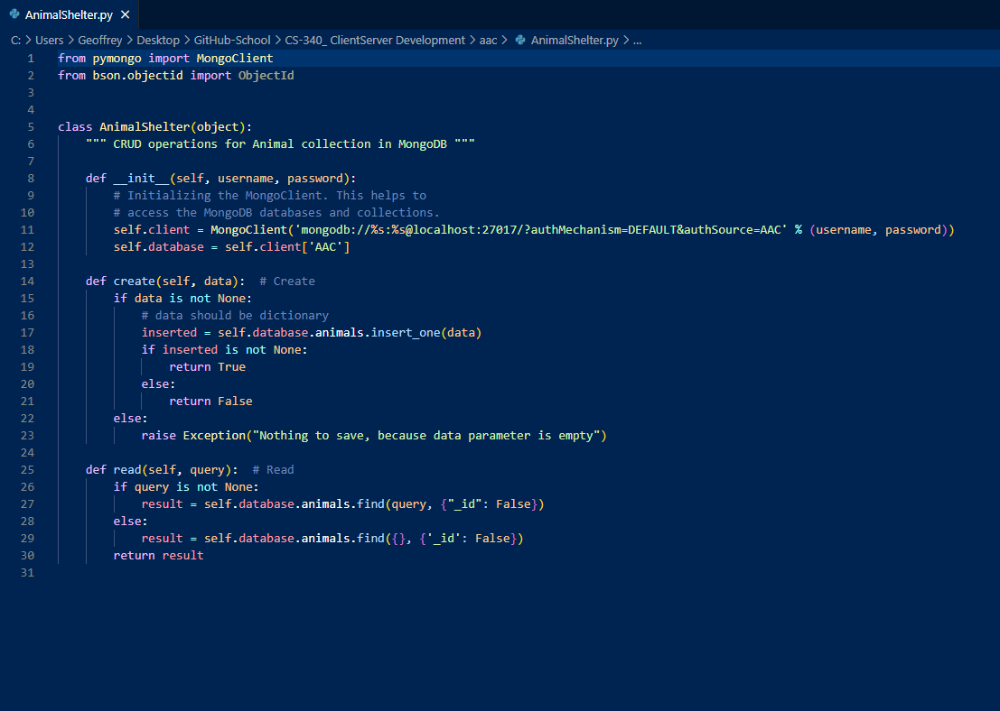 AnimalShelter.py ×
C: > Users > Geoffrey > Desktop > GitHub-School > CS-340_ ClientServer Development > aac > AnimalShelter.py > ...
1 from pymongo import MongoClient
2 from bson.objectid import ObjectId
3
4
5 class AnimalShelter(object):
6     """ CRUD operations for Animal collection in MongoDB """
7
8     def __init__(self, username, password):
9         # Initializing the MongoClient. This helps to
10         # access the MongoDB databases and collections.
11         self.client = MongoClient('mongodb://%s:%s@localhost:27017/?authMechanism=DEFAULT&authSource=AAC' % (username, password))
12         self.database = self.client['AAC']
13
14     def create(self, data):  # Create
15         if data is not None:
16             # data should be dictionary
17             inserted = self.database.animals.insert_one(data)
18             if inserted is not None:
19                 return True
20             else:
21                 return False
22         else:
23             raise Exception("Nothing to save, because data parameter is empty")
24
25     def read(self, query):  # Read
26         if query is not None:
27             result = self.database.animals.find(query, {"_id": False})
28         else:
29             result = self.database.animals.find({}, {'_id': False})
30         return result
31